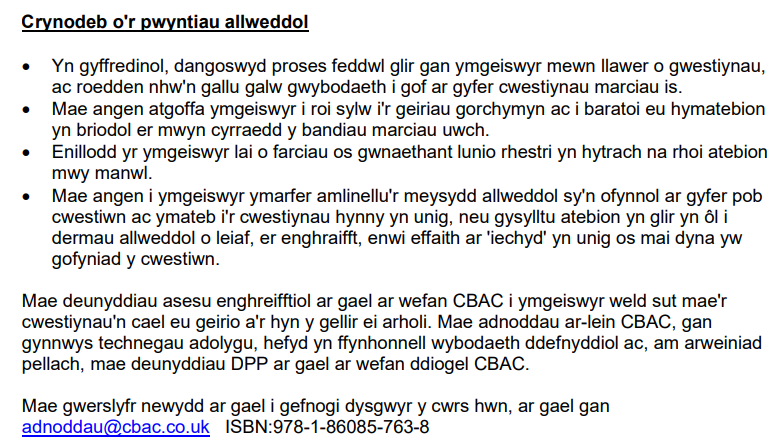 Crynodeb o'r pwyntiau allweddol
• Yn gyffredinol, dangoswyd proses feddwl glir gan ymgeiswyr mewn llawer o gwestiynau,
ac roedden nhw'n gallu galw gwybodaeth i gof ar gyfer cwestiynau marciau is.
• Mae angen atgoffa ymgeiswyr i roi sylw i'r geiriau gorchymyn ac i baratoi eu hymatebion
yn briodol er mwyn cyrraedd y bandiau marciau uwch.
• Enillodd yr ymgeiswyr lai o farciau os gwnaethant lunio rhestri yn hytrach na rhoi atebion
mwy manwl.
• Mae angen i ymgeiswyr ymarfer amlinellu'r meysydd allweddol sy'n ofynnol ar gyfer pob
cwestiwn ac ymateb i'r cwestiynau hynny yn unig, neu gysylltu atebion yn glir yn ôl i
dermau allweddol o leiaf, er enghraifft, enwi effaith ar 'iechyd' yn unig os mai dyna yw
gofyniad y cwestiwn.
Mae deunyddiau asesu enghreifftiol ar gael ar wefan CBAC i ymgeiswyr weld sut mae'r
cwestiynau'n cael eu geirio a'r hyn y gellir ei arholi. Mae adnoddau ar-lein CBAC, gan
gynnwys technegau adolygu, hefyd yn ffynhonnell wybodaeth ddefnyddiol ac, am arweiniad
pellach, mae deunyddiau DPP ar gael ar wefan ddiogel CBAC.
Mae gwerslyfr newydd ar gael i gefnogi dysgwyr y cwrs hwn, ar gael gan
adnoddau@cbac.co.uk ISBN:978-1-86085-763-8